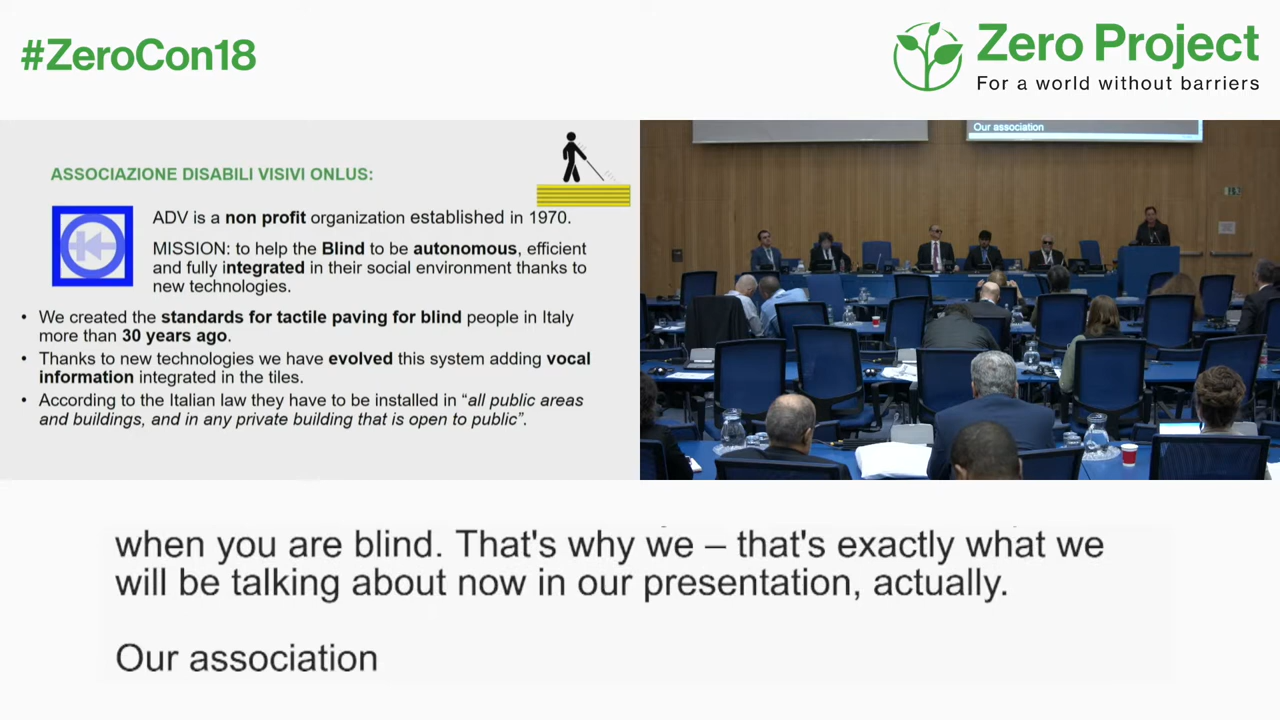 #ZeroCon18
Zero Project
For a world without barriers
ASSOCIAZIONE DISABILI VISIVI ONLUS:
ADV is a non profit organization established in 1970.
MISSION: to help the Blind to be autonomous, efficient
and fully integrated in their social environment thanks to
new technologies.
• We created the standards for tactile paving for blind people in Italy
more than 30 years ago.
• Thanks to new technologies we have evolved this system adding vocal
information integrated in the tiles.
• According to the Italian law they have to be installed in “all public areas
and buildings, and in any private building that is open to public”.
Our association
when you are blind. That's why we – that's exactly what we
will be talking about now in our presentation, actually.
Our association